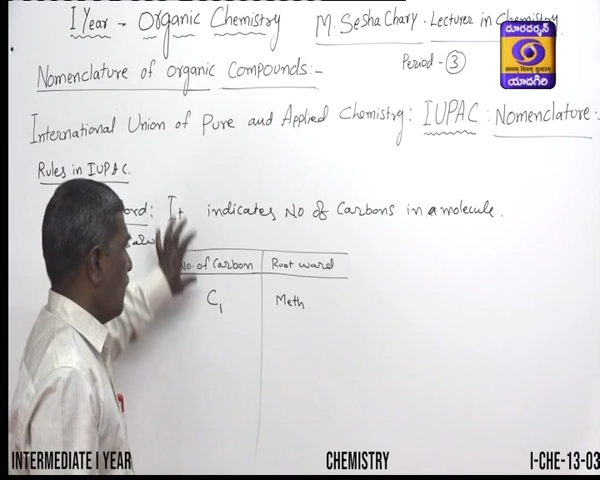 I Year - Organic Chemistry M. Sesha Chary. Lecturer in Chemistry.
దూరదర్శన్
యాదగిరి
Nomenclature of organic compounds:- Period - 3
International Union of Pure and Applied Chemistry: IUPAC : Nomenclature:-
Rules in IUPAC.
It indicates No of Carbons in a molecule.
No. of Carbon Root ward
C1 Meth
INTERMEDIATE I YEAR CHEMISTRY I-CHE-13-03